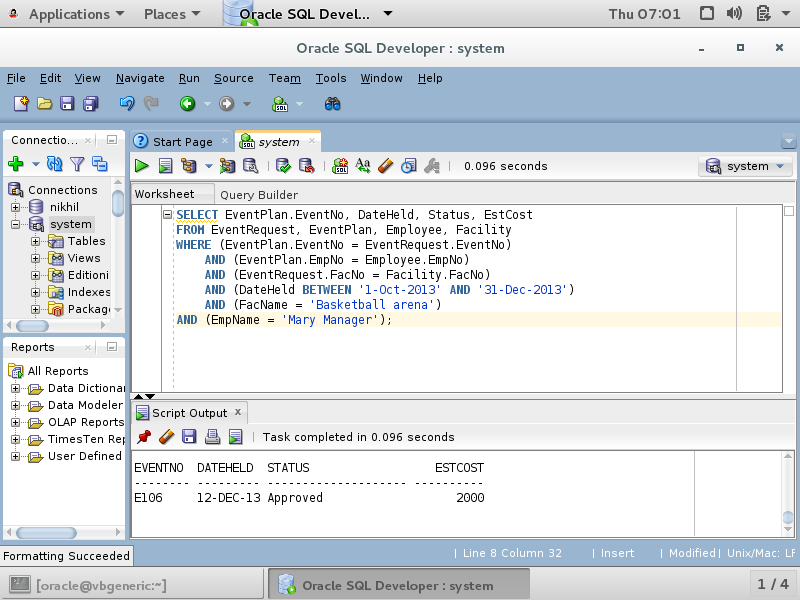 Applications Places Oracle SQL Devel... Thu 07:01
Oracle SQL Developer : system
File Edit View Navigate Run Source Team Tools Window Help
Connectio... x
Start Page x
system x
0.096 seconds
system
Worksheet Query Builder
Connections
nikhil
system
Tables
Views
Editioni
Indexes
Packag
SELECT EventPlan.EventNo, DateHeld, Status, EstCost
FROM EventRequest, EventPlan, Employee, Facility
WHERE (EventPlan.EventNo = EventRequest.EventNo)
AND (EventPlan.EmpNo = Employee.EmpNo)
AND (EventRequest.FacNo = Facility.FacNo)
AND (DateHeld BETWEEN '1-Oct-2013' AND '31-Dec-2013')
AND (FacName = 'Basketball arena')
AND (EmpName = 'Mary Manager');
Reports x
All Reports
Data Dictionar
Data Modeler
OLAP Reports
TimesTen Rep
User Defined
Script Output x
Task completed in 0.096 seconds
EVENTNO DATEHELD STATUS ESTCOST
-------- --------- -------------------- ----------
E106 12-DEC-13 Approved 2000
Formatting Succeeded
| Line 8 Column 32 | Insert | Modified | Unix/Mac: LF
[oracle@vbgeneric:~] Oracle SQL Developer : system 1 / 4